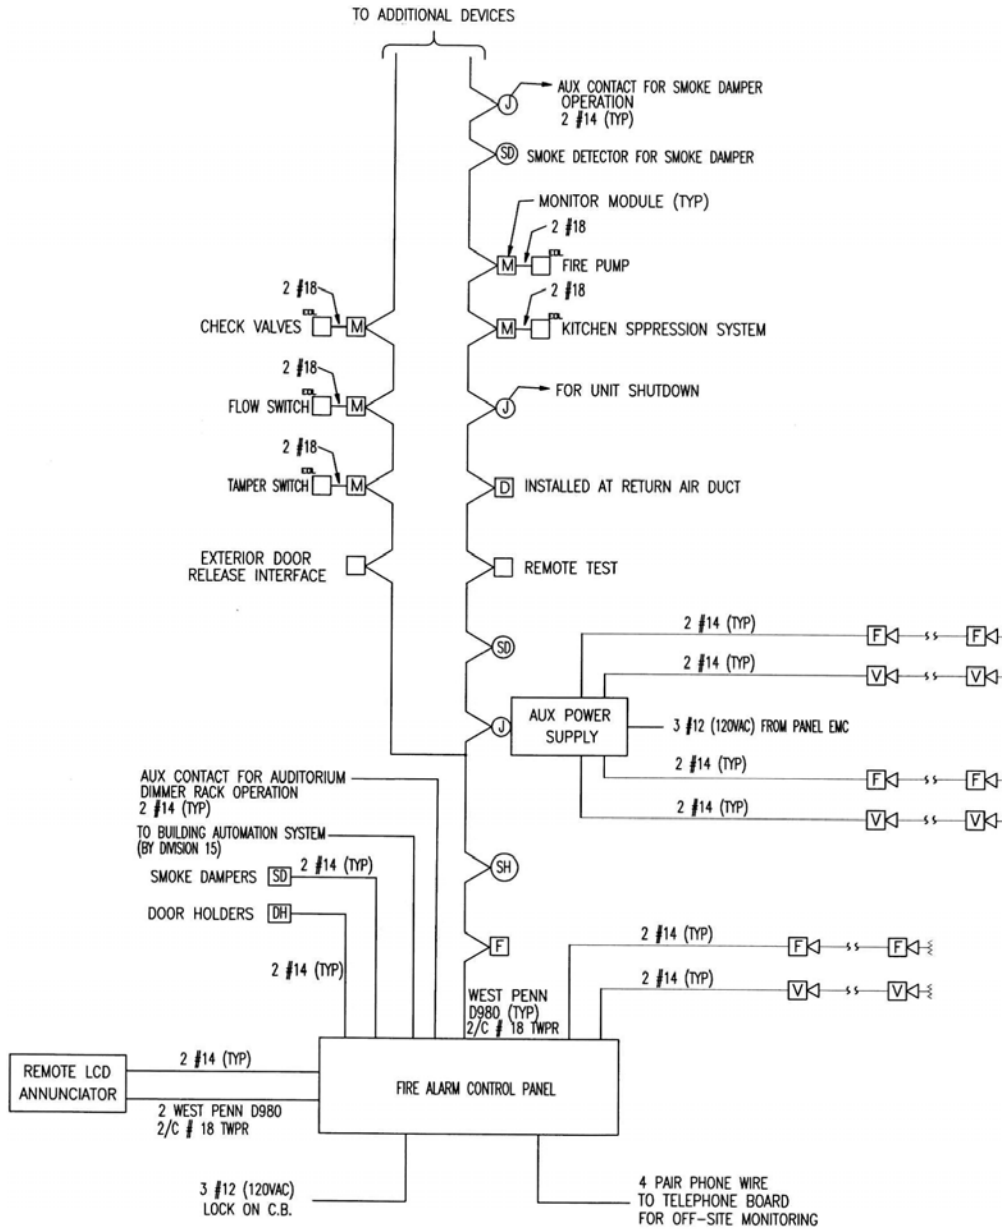 TO ADDITIONAL DEVICES
J
AUX CONTACT FOR SMOKE DAMPER
OPERATION
2 #14 (TYP)
SD
SMOKE DETECTOR FOR SMOKE DAMPER
MONITOR MODULE (TYP)
2 #18
M
EOL
FIRE PUMP
2 #18
M
EOL
KITCHEN SPPRESSION SYSTEM
2 #18
CHECK VALVES
EOL
M
2 #18
FLOW SWITCH
EOL
M
J
FOR UNIT SHUTDOWN
2 #18
TAMPER SWITCH
EOL
M
D
INSTALLED AT RETURN AIR DUCT
EXTERIOR DOOR
RELEASE INTERFACE
REMOTE TEST
SD
2 #14 (TYP)
F
F
2 #14 (TYP)
V
V
J
AUX POWER
SUPPLY
3 #12 (120VAC) FROM PANEL EMC
2 #14 (TYP)
F
F
2 #14 (TYP)
V
V
AUX CONTACT FOR AUDITORIUM
DIMMER RACK OPERATION
2 #14 (TYP)
TO BUILDING AUTOMATION SYSTEM
(BY DIVISION 15)
SMOKE DAMPERS
SD
2 #14 (TYP)
SH
DOOR HOLDERS
DH
2 #14 (TYP)
F
2 #14 (TYP)
F
F
2 #14 (TYP)
V
V
WEST PENN
D980 (TYP)
2/C # 18 TWPR
REMOTE LCD
ANNUNCIATOR
2 #14 (TYP)
2 WEST PENN D980
2/C # 18 TWPR
FIRE ALARM CONTROL PANEL
3 #12 (120VAC)
LOCK ON C.B.
4 PAIR PHONE WIRE
TO TELEPHONE BOARD
FOR OFF-SITE MONITORING